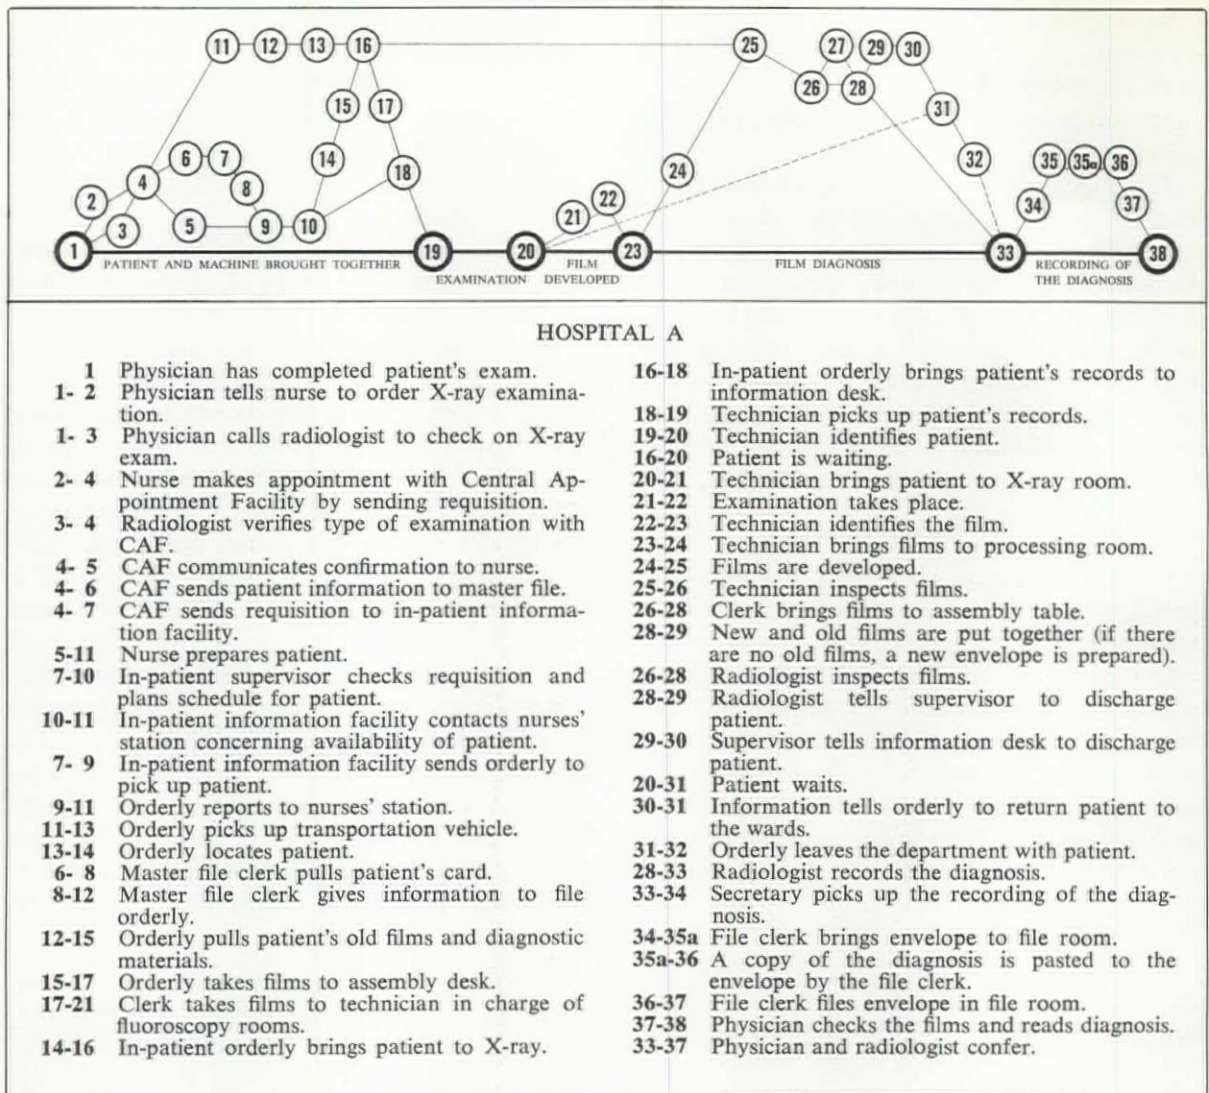 11 12 13 16 25 27 29 30
26 28
15 17 31
6 7 14 24 32 35 35a 36
4 8 18
2 22 34 37
3 5 9 10 21
1 19 20 23 33 38
PATIENT AND MACHINE BROUGHT TOGETHER FILM FILM DIAGNOSIS RECORDING OF
EXAMINATION DEVELOPED THE DIAGNOSIS
HOSPITAL A
1 Physician has completed patient's exam.
1- 2 Physician tells nurse to order X-ray examina-
tion.
1- 3 Physician calls radiologist to check on X-ray
exam.
2- 4 Nurse makes appointment with Central Ap-
pointment Facility by sending requisition.
3- 4 Radiologist verifies type of examination with
CAF.
4- 5 CAF communicates confirmation to nurse.
4- 6 CAF sends patient information to master file.
4- 7 CAF sends requisition to in-patient informa-
tion facility.
5-11 Nurse prepares patient.
7-10 In-patient supervisor checks requisition and
plans schedule for patient.
10-11 In-patient information facility contacts nurses'
station concerning availability of patient.
7- 9 In-patient information facility sends orderly to
pick up patient.
9-11 Orderly reports to nurses' station.
11-13 Orderly picks up transportation vehicle.
13-14 Orderly locates patient.
6- 8 Master file clerk pulls patient's card.
8-12 Master file clerk gives information to file
orderly.
12-15 Orderly pulls patient's old films and diagnostic
materials.
15-17 Orderly takes films to assembly desk.
17-21 Clerk takes films to technician in charge of
fluoroscopy rooms.
14-16 In-patient orderly brings patient to X-ray.
16-18 In-patient orderly brings patient's records to
information desk.
18-19 Technician picks up patient's records.
19-20 Technician identifies patient.
16-20 Patient is waiting.
20-21 Technician brings patient to X-ray room.
21-22 Examination takes place.
22-23 Technician identifies the film.
23-24 Technician brings films to processing room.
24-25 Films are developed.
25-26 Technician inspects films.
26-28 Clerk brings films to assembly table.
28-29 New and old films are put together (if there
are no old films, a new envelope is prepared).
26-28 Radiologist inspects films.
28-29 Radiologist tells supervisor to discharge
patient.
29-30 Supervisor tells information desk to discharge
patient.
20-31 Patient waits.
30-31 Information tells orderly to return patient to
the wards.
31-32 Orderly leaves the department with patient.
28-33 Radiologist records the diagnosis.
33-34 Secretary picks up the recording of the diag-
nosis.
34-35a File clerk brings envelope to file room.
35a-36 A copy of the diagnosis is pasted to the
envelope by the file clerk.
36-37 File clerk files envelope in file room.
37-38 Physician checks the films and reads diagnosis.
33-37 Physician and radiologist confer.